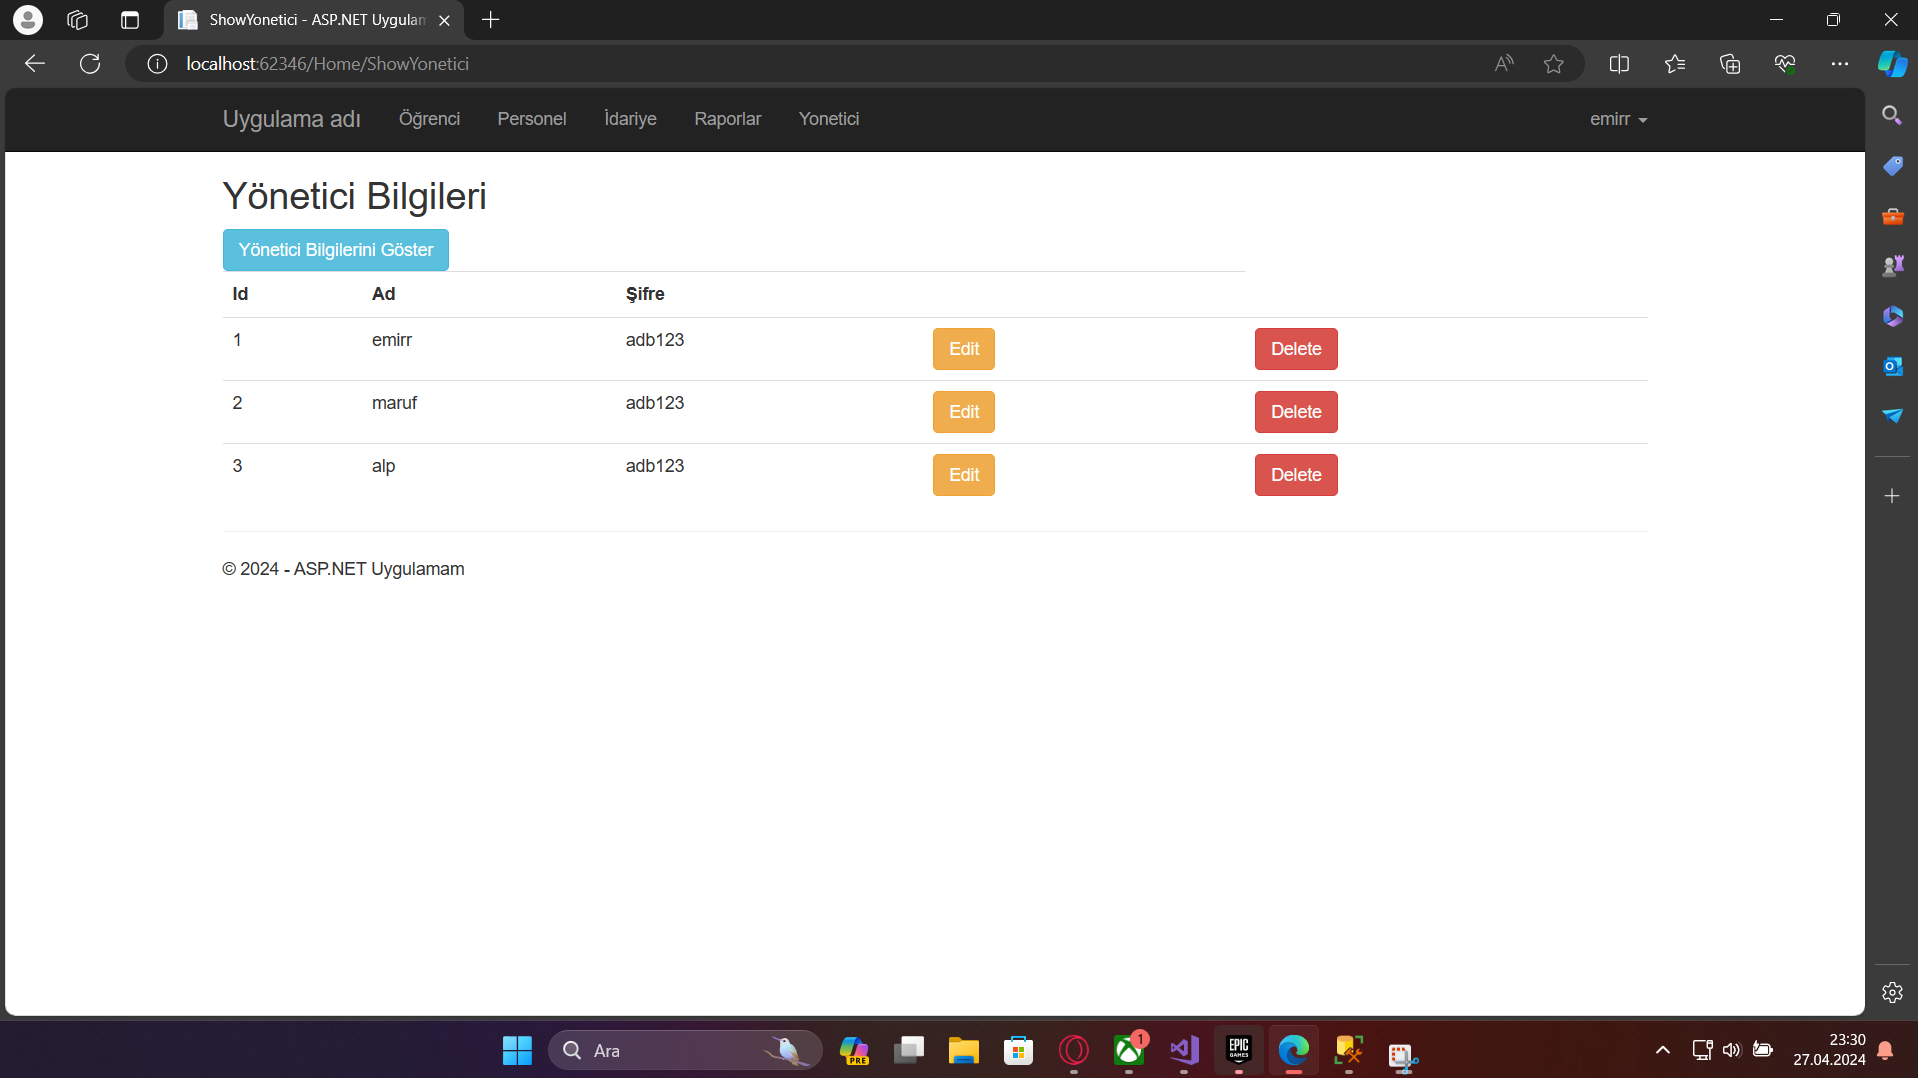 ShowYonetici - ASP.NET Uygulam
localhost:62346/Home/ShowYonetici
Uygulama adı Öğrenci Personel İdariye Raporlar Yonetici emirr
Yönetici Bilgileri
Yönetici Bilgilerini Göster
Id Ad Şifre
1 emirr adb123 Edit Delete
2 maruf adb123 Edit Delete
3 alp adb123 Edit Delete
© 2024 - ASP.NET Uygulamam
Ara
PRE
1
EPIC
GAMES
23:30
27.04.2024